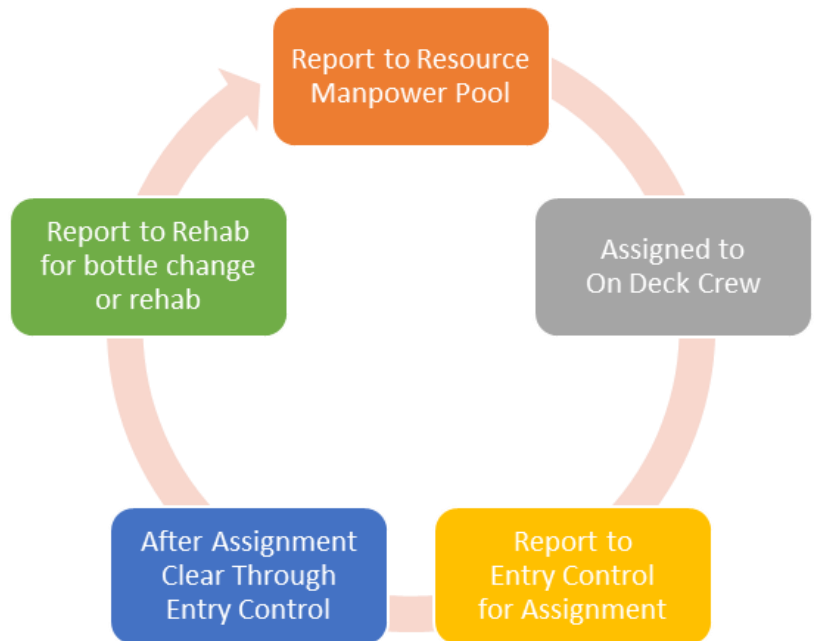 Report to Resource
Manpower Pool
Assigned to
On Deck Crew
Report to
Entry Control
for Assignment
After Assignment
Clear Through
Entry Control
Report to Rehab
for bottle change
or rehab